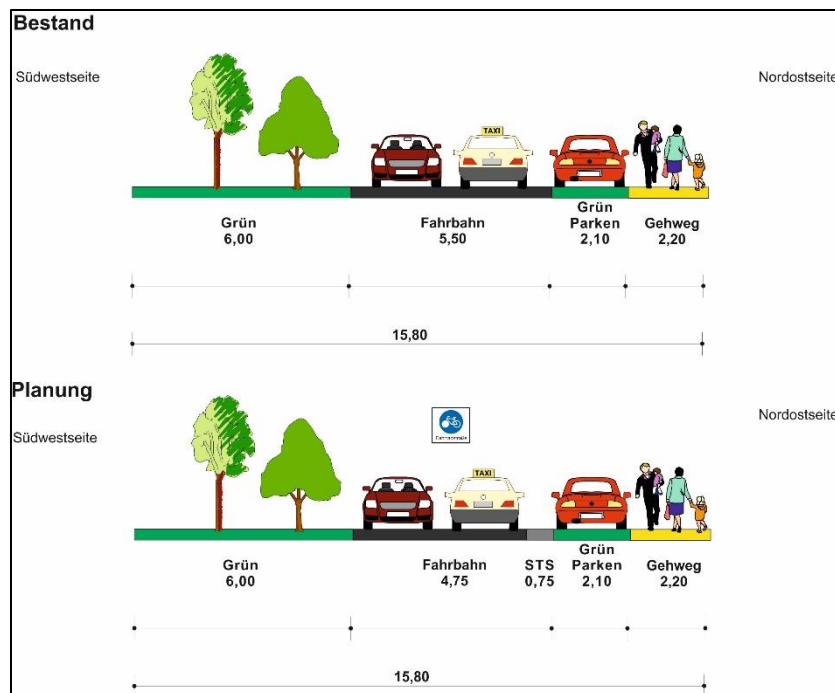 Bestand
Südwestseite
Nordostseite
TAXI
Grün
6,00
Fahrbahn
5,50
Grün
Parken
2,10
Gehweg
2,20
15,80
Planung
Südwestseite
Nordostseite
Fahrradstraße
TAXI
Grün
6,00
Fahrbahn
4,75
STS
0,75
Grün
Parken
2,10
Gehweg
2,20
15,80